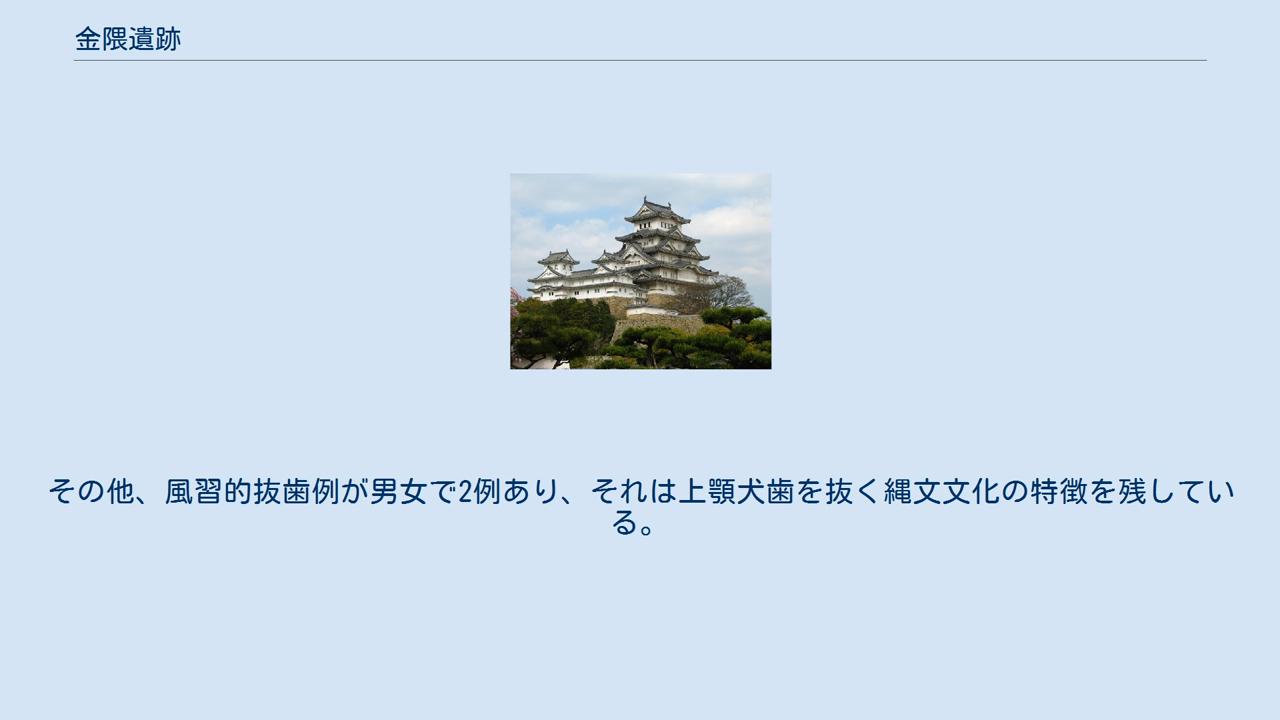 金隈遺跡
その他、風習的抜歯例が男女で2例あり、それは上顎犬歯を抜く縄文文化の特徴を残してい
る。